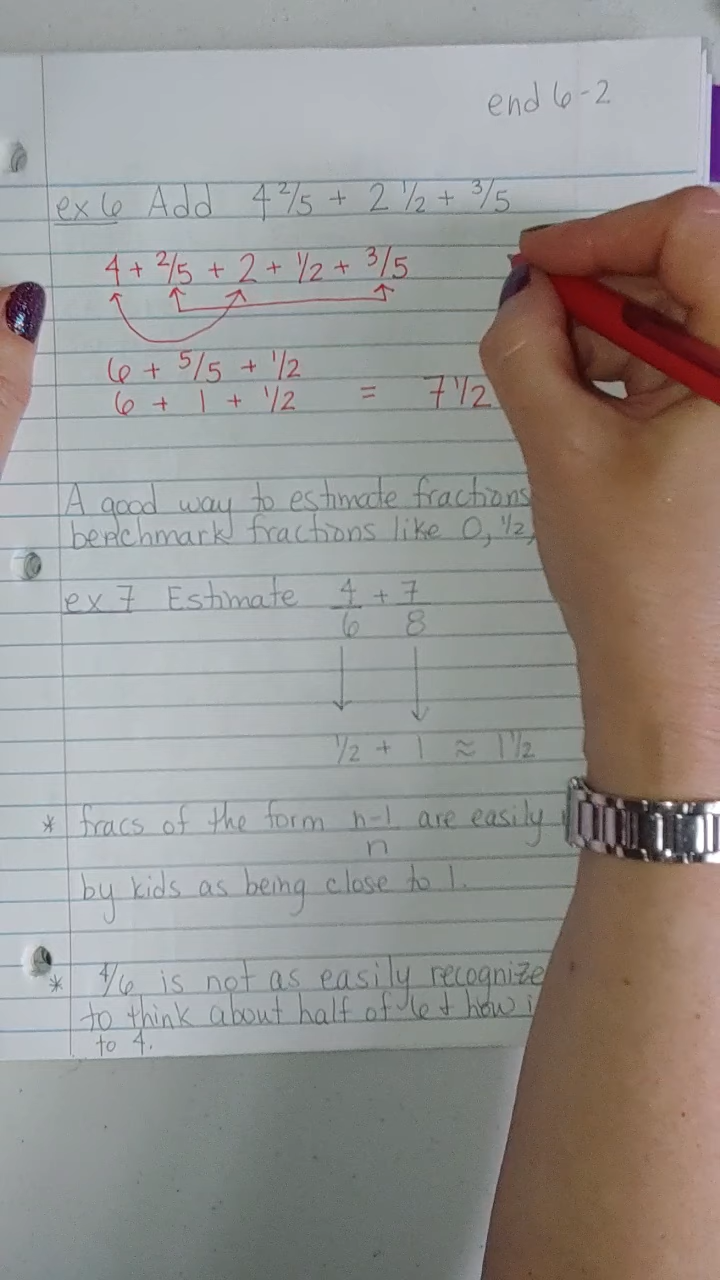 end 6-2
ex 6 Add 4 2/5 + 2 1/2 + 3/5
4 + 2/5 + 2 + 1/2 + 3/5
6 + 5/5 + 1/2
6 + 1 + 1/2 = 7 1/2
A good way to estimate fractions
benchmark fractions like 0, 1/2,
ex 7 Estimate 4/6 + 7/8
1/2 + 1 ≈ 1 1/2
* fracs of the form n-1/n are easily
by kids as being close to 1.
* 4/6 is not as easily recognize
to think about half of 6 + how
to 4.